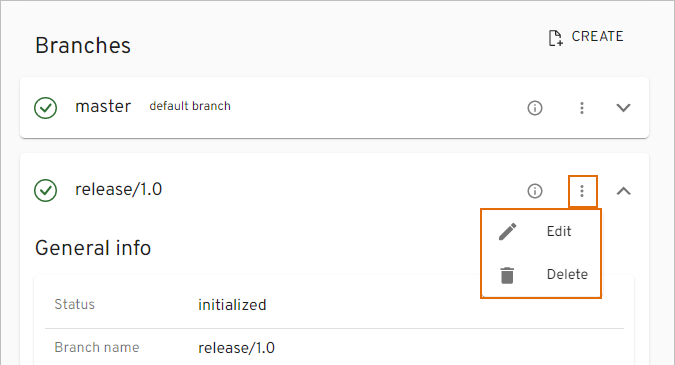 Branches
CREATE
master default branch
release/1.0
Edit
General info
Delete
Status initialized
Branch name release/1.0